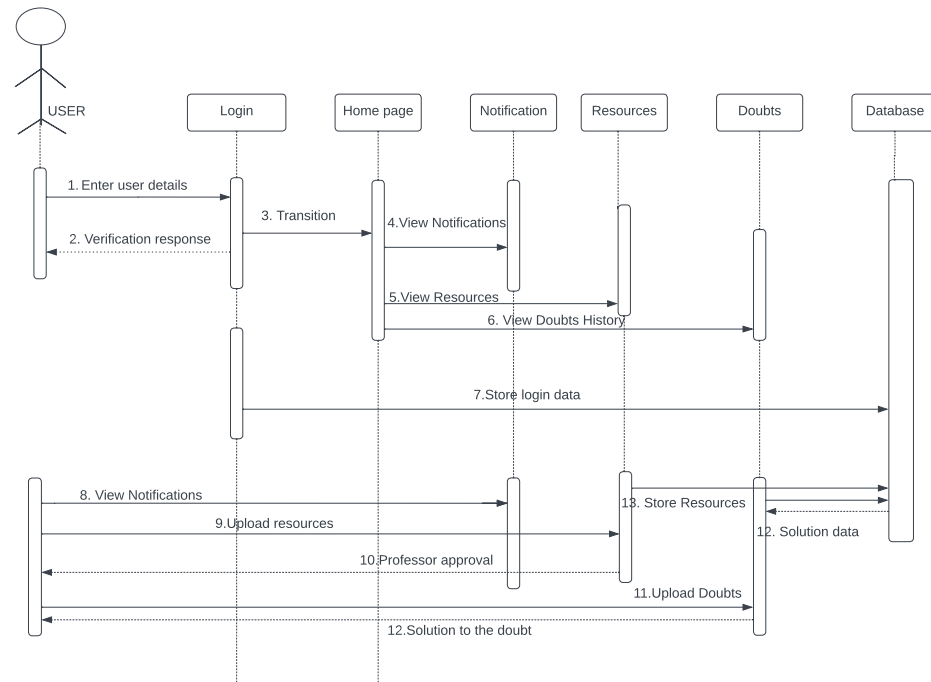 USER
Login
Home page
Notification
Resources
Doubts
Database
1. Enter user details
3. Transition
4.View Notifications
2. Verification response
5.View Resources
6. View Doubts History
7.Store login data
8. View Notifications
13. Store Resources
9.Upload resources
12. Solution data
10.Professor approval
11.Upload Doubts
12.Solution to the doubt